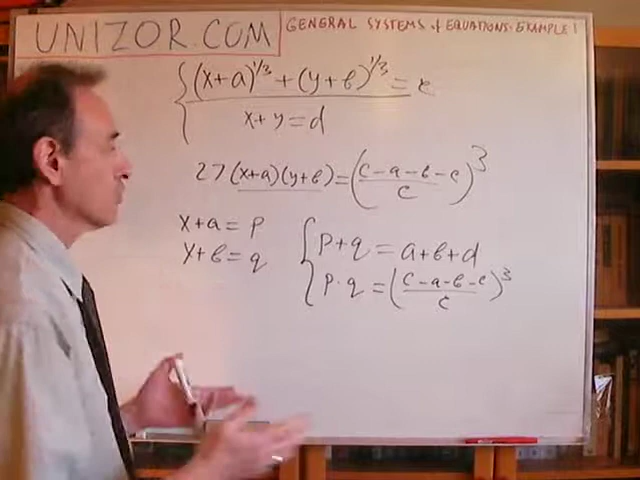 UNIZOR.COM
GENERAL SYSTEMS of EQUATIONS·EXAMPLE 1
(x+a)^1/3 + (y+b)^1/3 = c
x+y=d
27(x+a)(y+b)=((c-a-b-c)/c)^3
x+a=p
y+b=q
p+q=a+b+d
p·q=((c-a-b-c)/c)^3